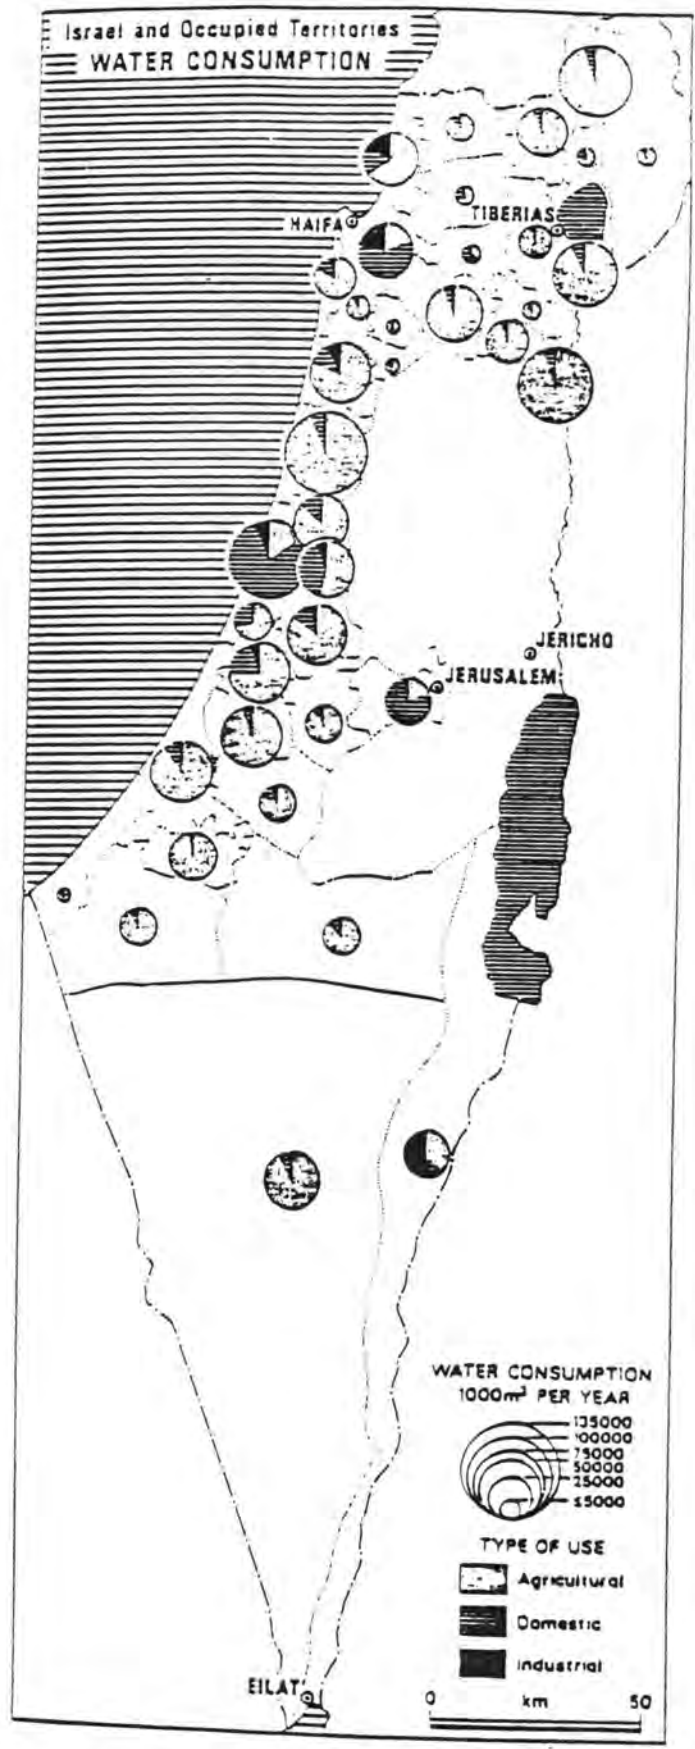 Israel and Occupied Territories
WATER CONSUMPTION
HAIFA
TIBERIAS
JERICHO
JERUSALEM
WATER CONSUMPTION
1000m³ PER YEAR
135000
100000
75000
50000
25000
≤5000
TYPE OF USE
Agricultural
Domestic
Industrial
EILAT
0 50
km